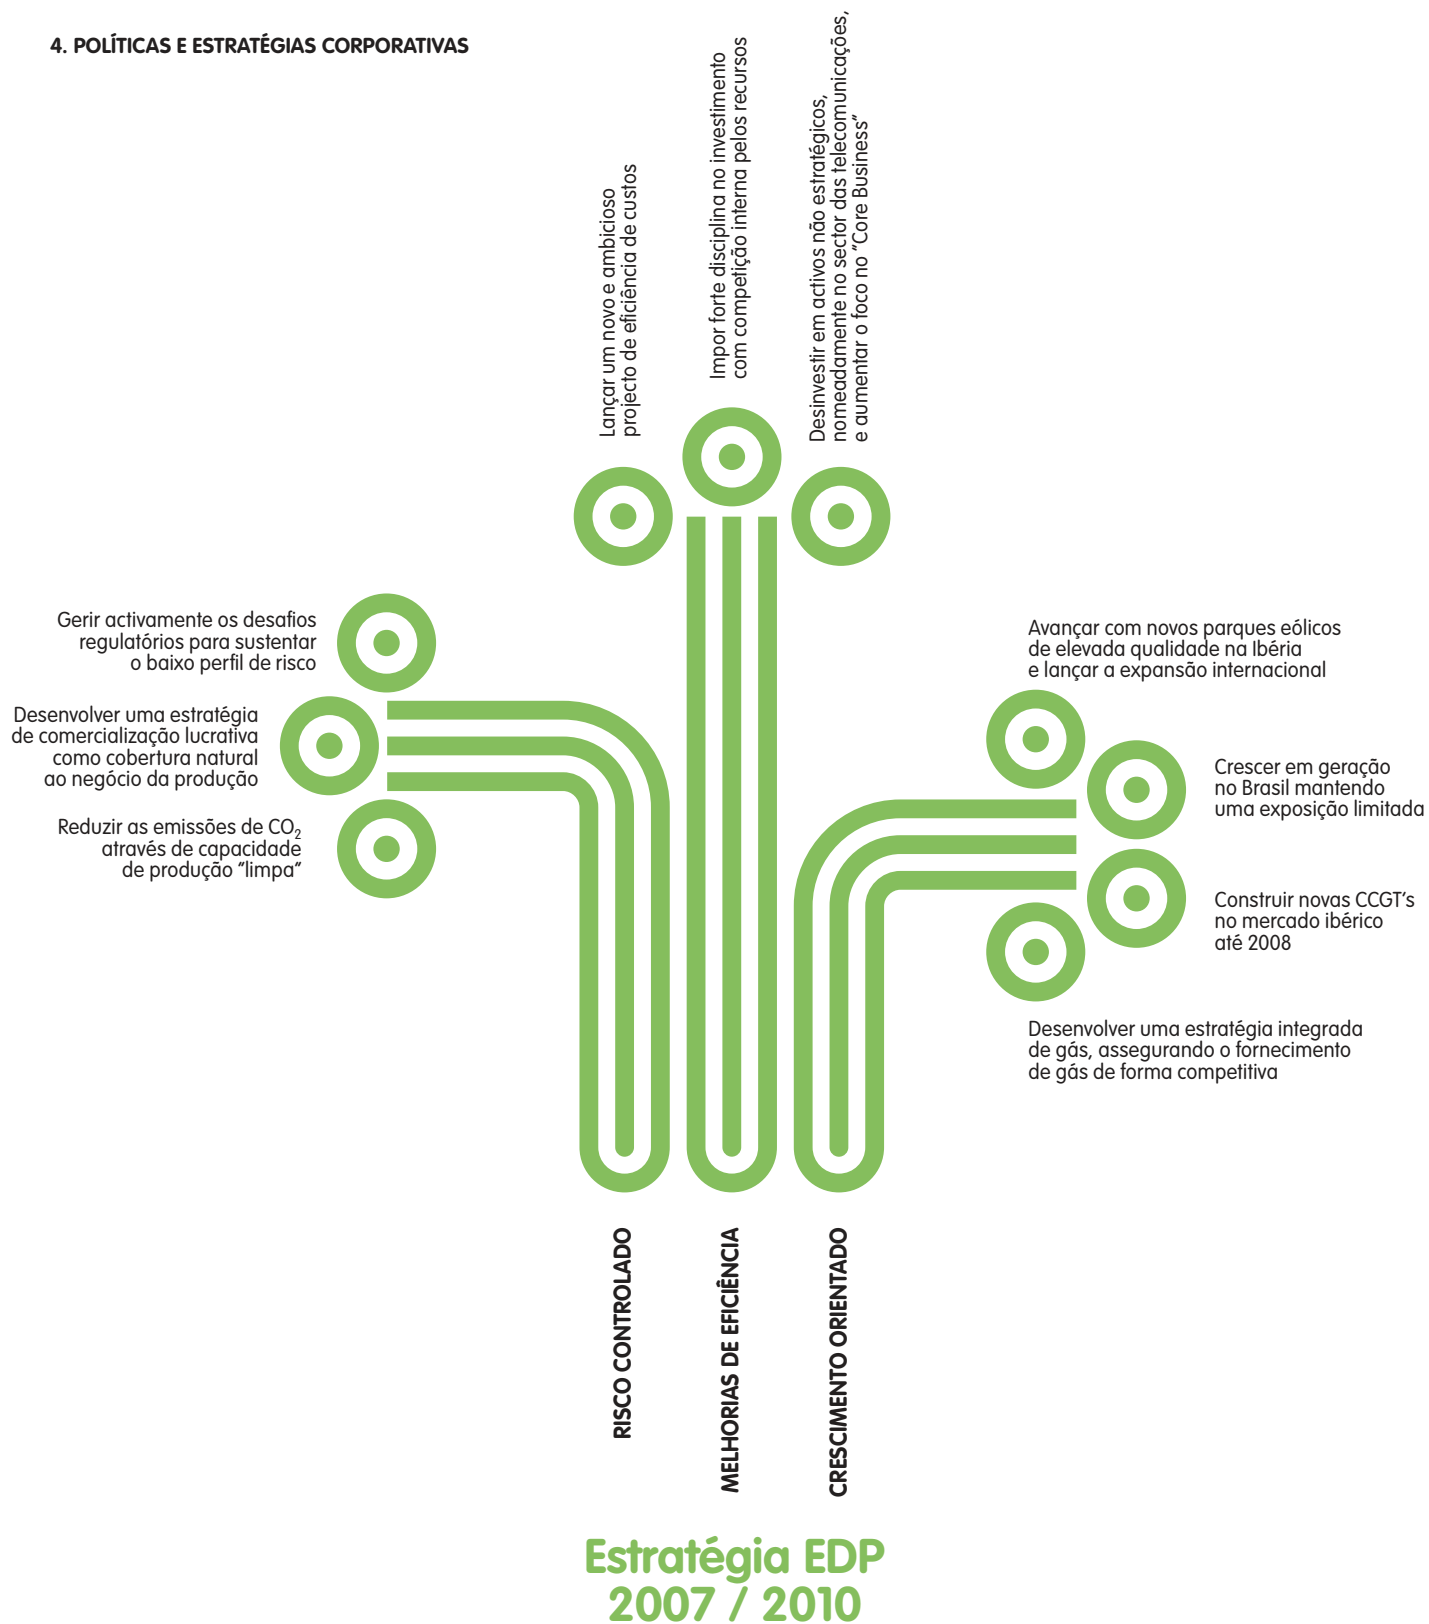 4. POLÍTICAS E ESTRATÉGIAS CORPORATIVAS
Lançar um novo e ambicioso
projecto de eficiência de custos
Impor forte disciplina no investimento
com competição interna pelos recursos
Desinvestir em activos não estratégicos,
nomeadamente no sector das telecomunicações,
e aumentar o foco no "Core Business"
Gerir activamente os desafios
regulatórios para sustentar
o baixo perfil de risco
Desenvolver uma estratégia
de comercialização lucrativa
como cobertura natural
ao negócio da produção
Reduzir as emissões de CO₂
através de capacidade
de produção "limpa"
Avançar com novos parques eólicos
de elevada qualidade na Ibéria
e lançar a expansão internacional
Crescer em geração
no Brasil mantendo
uma exposição limitada
Construir novas CCGT's
no mercado ibérico
até 2008
Desenvolver uma estratégia integrada
de gás, assegurando o fornecimento
de gás de forma competitiva
RISCO CONTROLADO
MELHORIAS DE EFICIÊNCIA
CRESCIMENTO ORIENTADO
Estratégia EDP
2007 / 2010